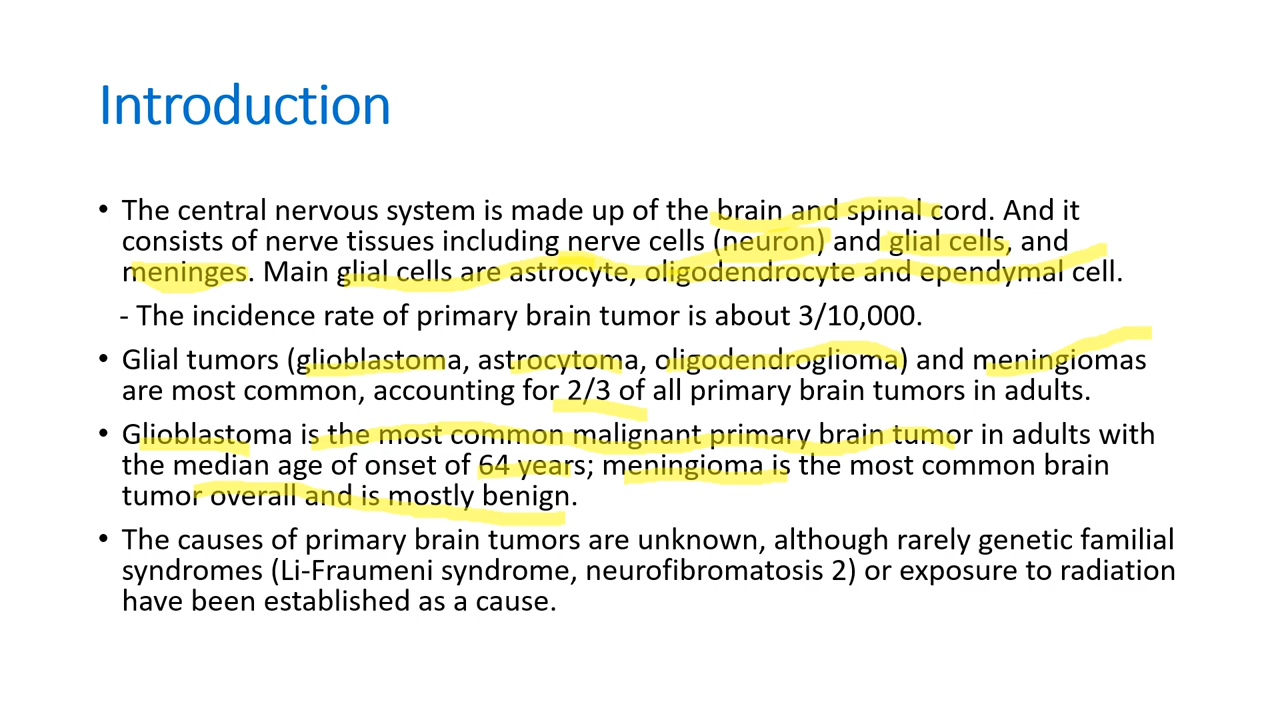 Introduction
• The central nervous system is made up of the brain and spinal cord. And it
consists of nerve tissues including nerve cells (neuron) and glial cells, and
meninges. Main glial cells are astrocyte, oligodendrocyte and ependymal cell.
- The incidence rate of primary brain tumor is about 3/10,000.
• Glial tumors (glioblastoma, astrocytoma, oligodendroglioma) and meningiomas
are most common, accounting for 2/3 of all primary brain tumors in adults.
• Glioblastoma is the most common malignant primary brain tumor in adults with
the median age of onset of 64 years; meningioma is the most common brain
tumor overall and is mostly benign.
• The causes of primary brain tumors are unknown, although rarely genetic familial
syndromes (Li-Fraumeni syndrome, neurofibromatosis 2) or exposure to radiation
have been established as a cause.